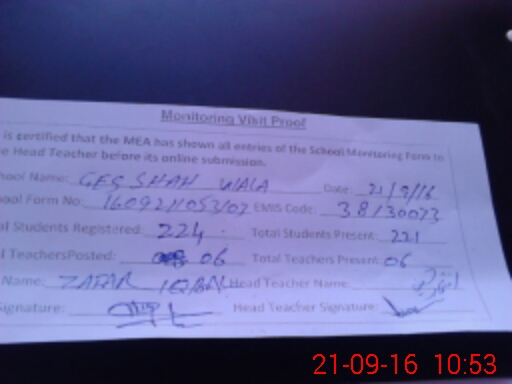 Monitoring Visit Proof
is certified that the MEA has shown all entries of the School Monitoring Form to
e Head Teacher before its online submission.
hool Name: GES SHAH WALA Date: 21/9/16
ool Form No: 1609211053102 EMIS Code: 38130073
al Students Registered: 224 Total Students Present: 221
l TeachersPosted: 06 Total Teachers Present: 06
Name: ZAFAR IQBAL Head Teacher Name:
Signature: Head Teacher Signature:
21-09-16 10:53